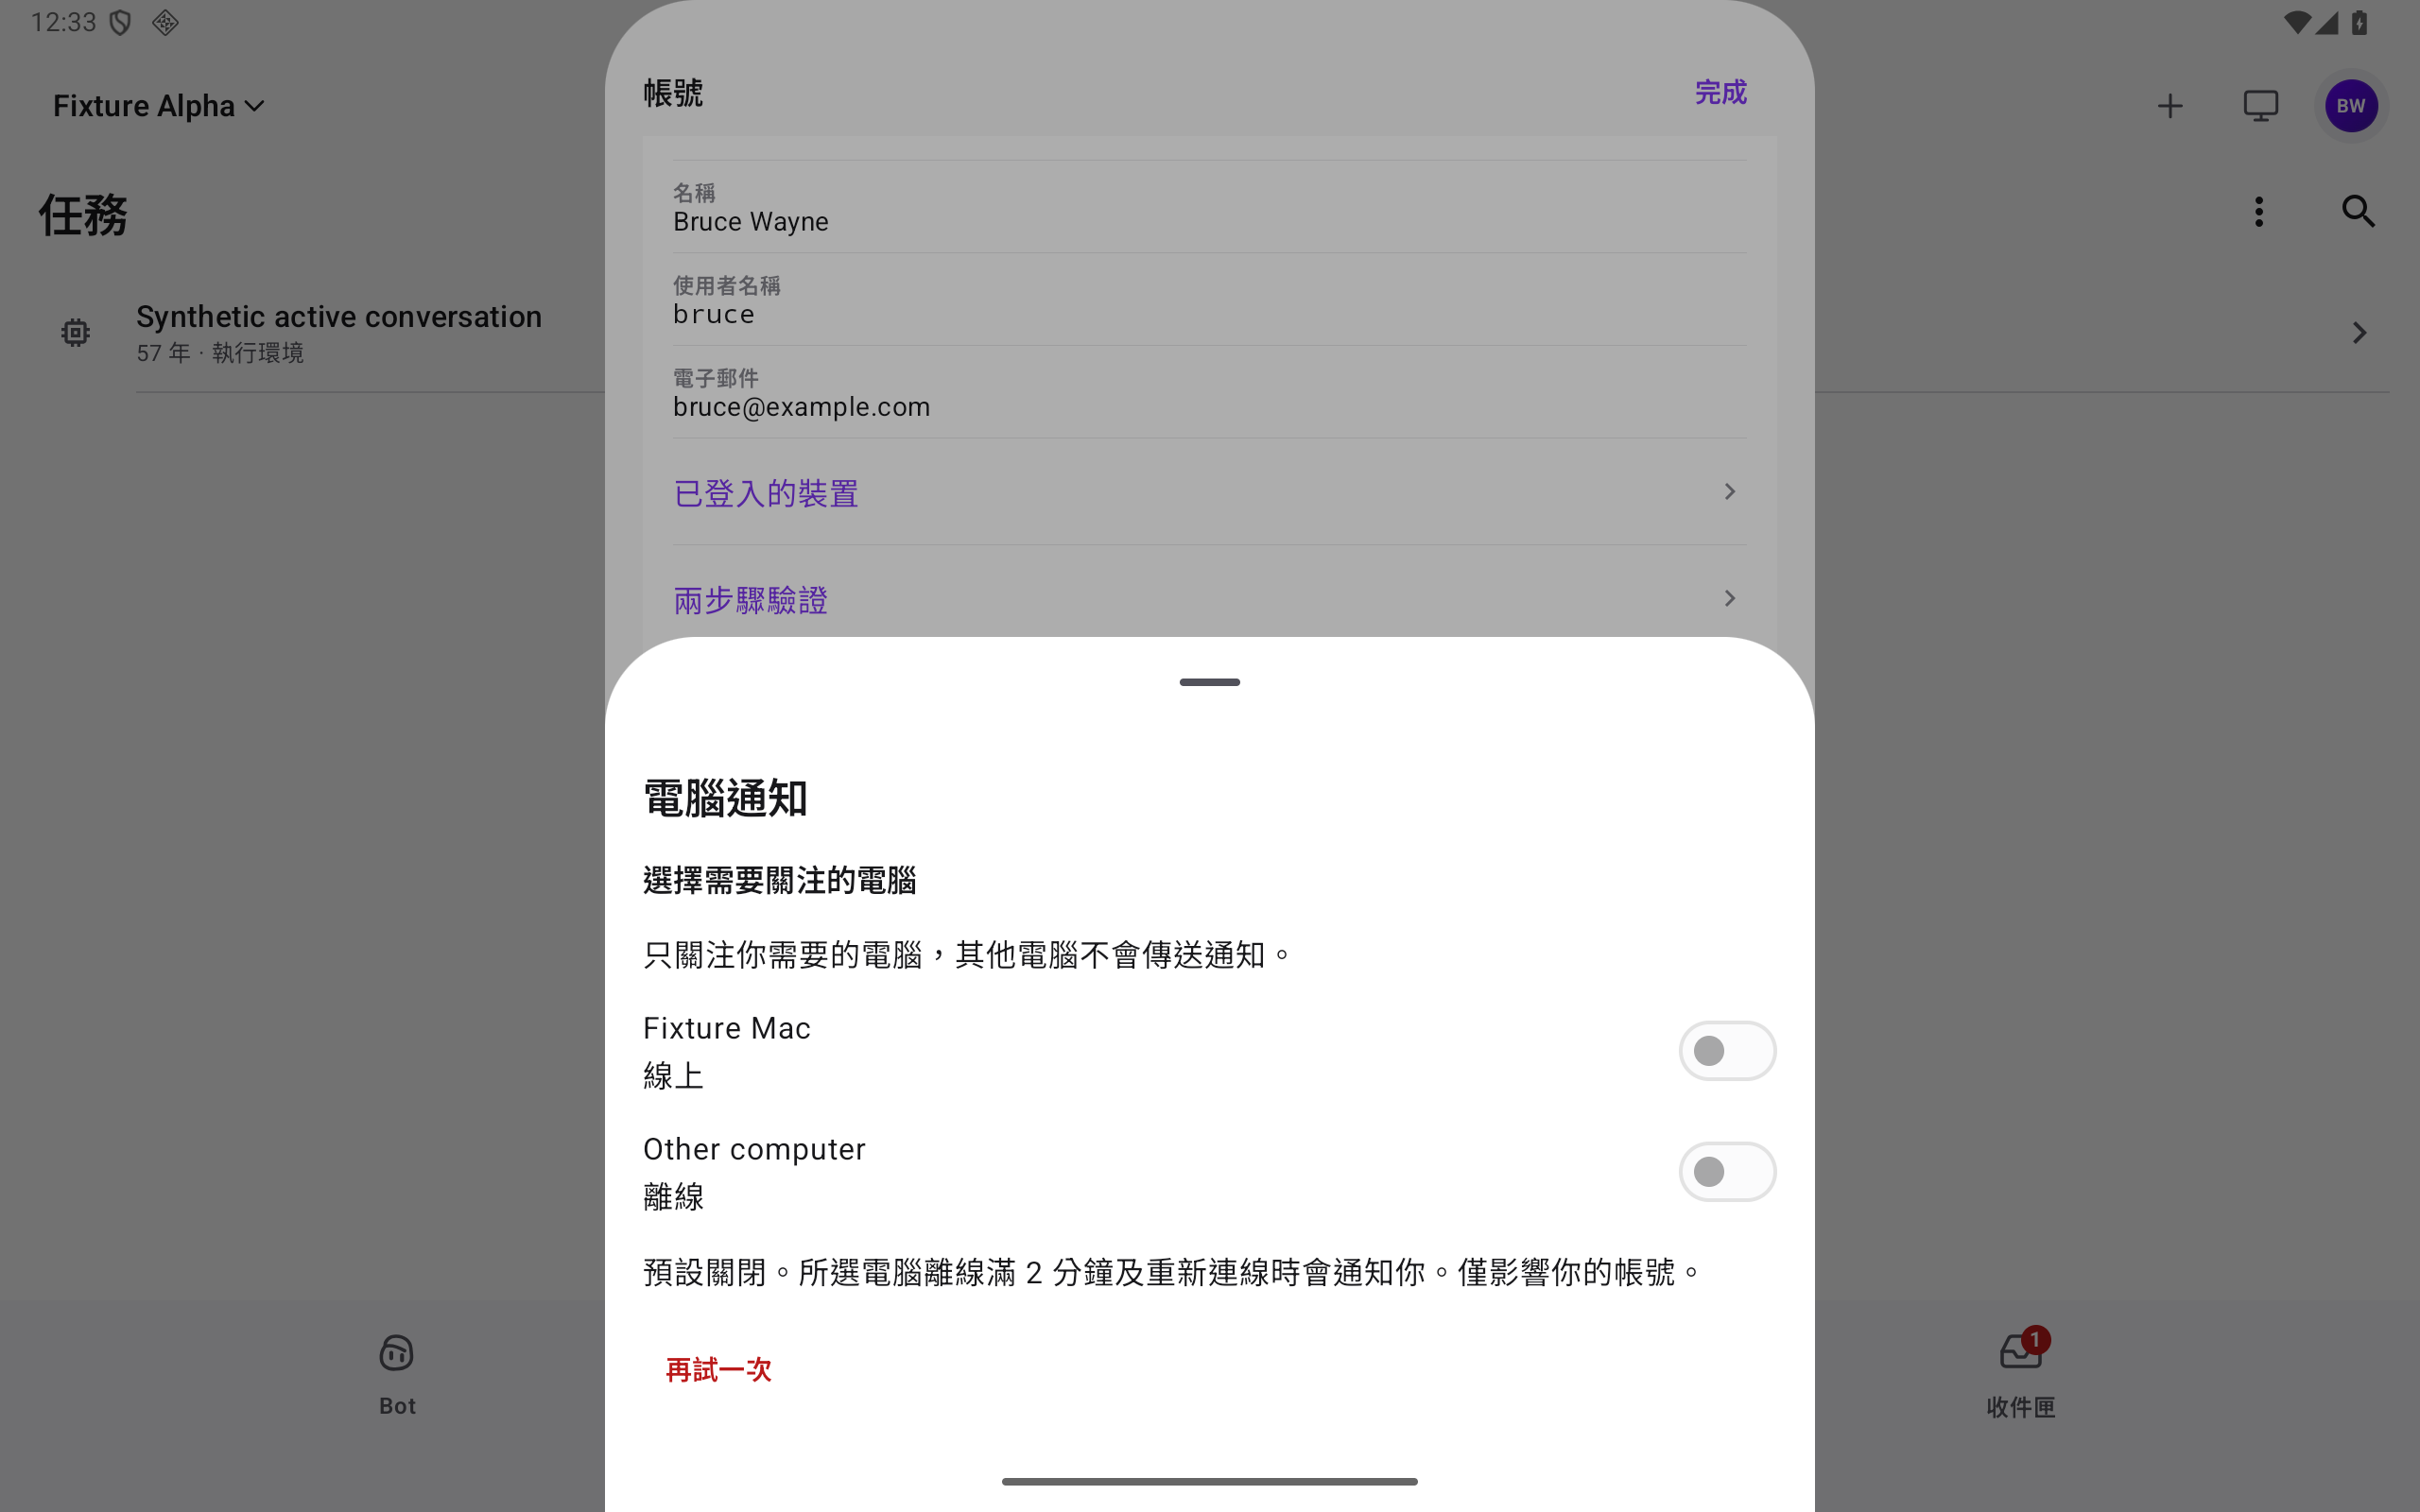 12:33
Fixture Alpha
BW
任務
Synthetic active conversation
57 年 · 執行環境
帳號
完成
名稱
Bruce Wayne
使用者名稱
bruce
電子郵件
bruce@example.com
已登入的裝置
兩步驟驗證
電腦通知
選擇需要關注的電腦
只關注你需要的電腦，其他電腦不會傳送通知。
Fixture Mac
線上
Other computer
離線
預設關閉。所選電腦離線滿 2 分鐘及重新連線時會通知你。僅影響你的帳號。
再試一次
Bot
1
收件匣